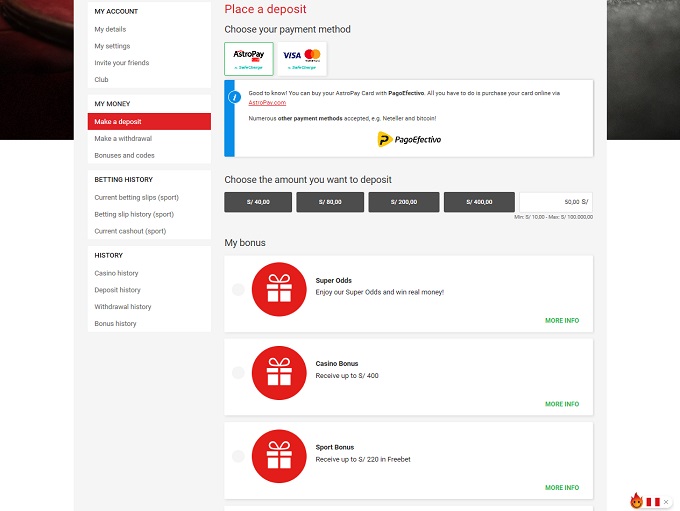 MY ACCOUNT
My details
My settings
Invite your friends
Club
MY MONEY
Make a deposit
Make a withdrawal
Bonuses and codes
BETTING HISTORY
Current betting slips (sport)
Betting slip history (sport)
Current cashout (sport)
HISTORY
Casino history
Deposit history
Withdrawal history
Bonus history
Place a deposit
Choose your payment method
AstroPay
SafeCharge
VISA
SafeCharge
Good to know! You can buy your AstroPay Card with PagoEfectivo. All you have to do is purchase your card online via
AstroPay.com
Numerous other payment methods accepted, e.g. Neteller and bitcoin!
PagoEfectivo
Choose the amount you want to deposit
S/ 40,00
S/ 80,00
S/ 200,00
S/ 400,00
50,00 S/
Min: S/ 10,00 - Max: S/ 100.000,00
My bonus
Super Odds
Enjoy our Super Odds and win real money!
MORE INFO
Casino Bonus
Receive up to S/ 400
MORE INFO
Sport Bonus
Receive up to S/ 220 in Freebet
MORE INFO